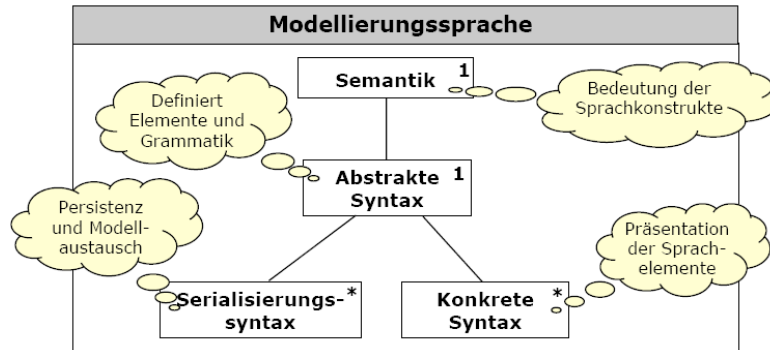 Modellierungssprache
Semantik 1
Bedeutung der
Sprachkonstrukte
Definiert
Elemente und
Grammatik
Abstrakte 1
Syntax
Persistenz
und Modell-
austausch
Präsentation
der Sprach-
elemente
Serialisierungs- *
syntax
Konkrete *
Syntax